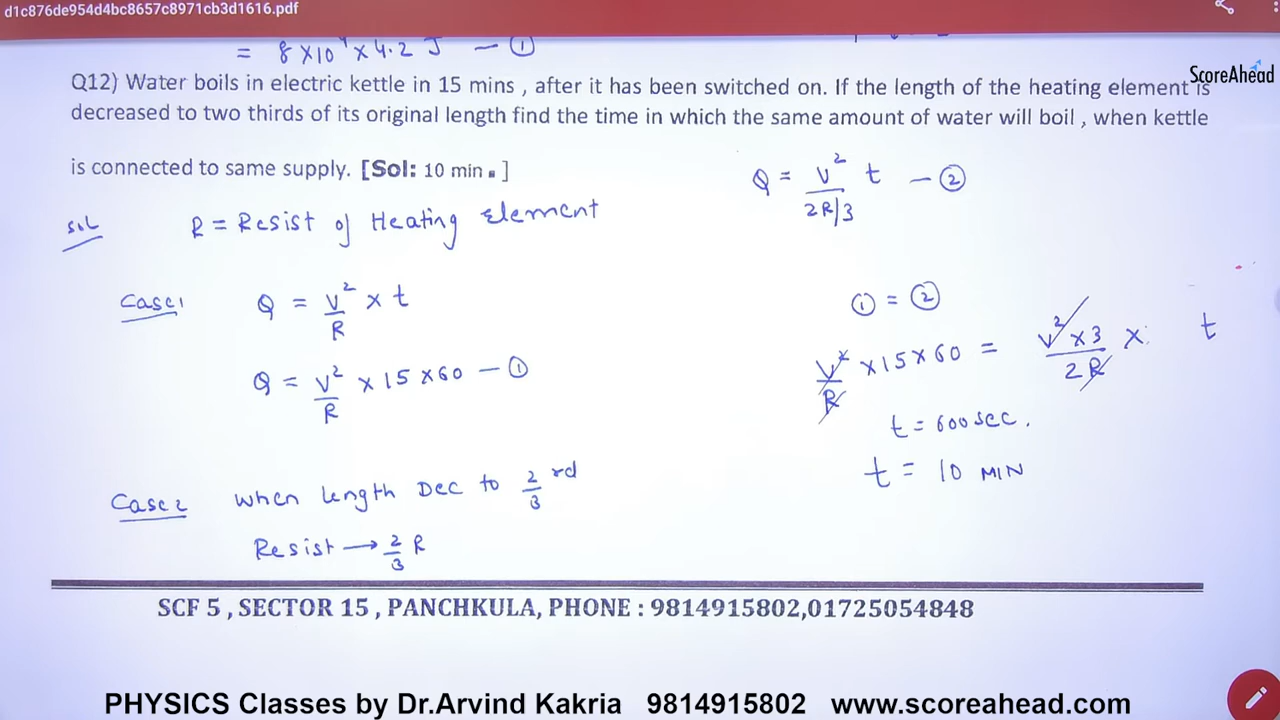 d1c876de954d4bc8657c8971cb3d1616.pdf
= 8 × 10⁴ × 4.2 J — ①
ScoreAhead
Q12) Water boils in electric kettle in 15 mins , after it has been switched on. If the length of the heating element is
decreased to two thirds of its original length find the time in which the same amount of water will boil , when kettle
is connected to same supply. [Sol: 10 min . ]
Sol R = Resist of Heating Element
Case1 Q = V²/R × t
Q = V²/R × 15 × 60 — ①
Case2 When length Dec to 2/3 rd
Resist → 2/3 R
Q = V²/(2R/3) t — ②
① = ②
V²/R × 15 × 60 = V² × 3/2R × t
t = 600 sec.
t = 10 MIN
SCF 5 , SECTOR 15 , PANCHKULA, PHONE : 9814915802,01725054848
PHYSICS Classes by Dr.Arvind Kakria 9814915802 www.scoreahead.com